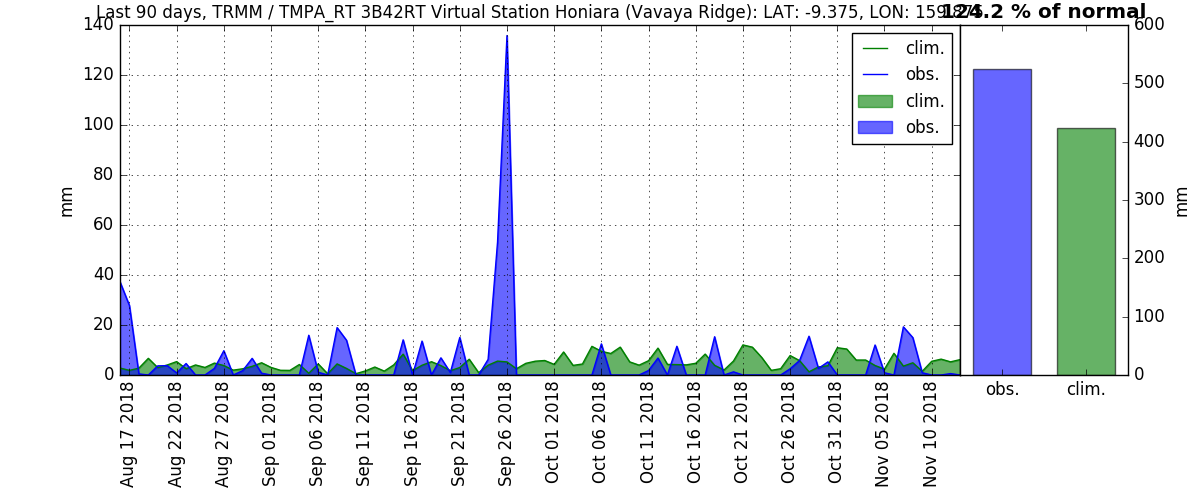 Last 90 days, TRMM / TMPA_RT 3B42RT Virtual Station Honiara (Vavaya Ridge): LAT: -9.375, LON:
124.2 % of normal
140
120
100
80
60
40
20
0
mm
clim.
obs.
clim.
obs.
600
500
400
300
200
100
0
mm
obs.
clim.
Aug 17 2018
Aug 22 2018
Aug 27 2018
Sep 01 2018
Sep 06 2018
Sep 11 2018
Sep 16 2018
Sep 21 2018
Sep 26 2018
Oct 01 2018
Oct 06 2018
Oct 11 2018
Oct 16 2018
Oct 21 2018
Oct 26 2018
Oct 31 2018
Nov 05 2018
Nov 10 2018